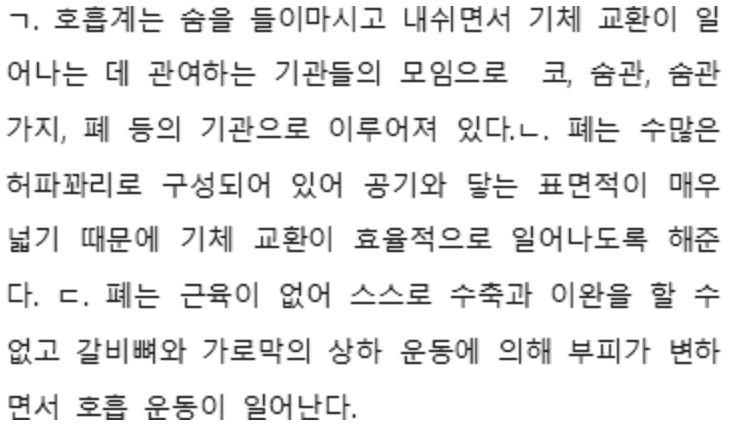 ㄱ. 호흡계는 숨을 들이마시고 내쉬면서 기체 교환이 일
어나는 데 관여하는 기관들의 모임으로 코, 숨관, 숨관
가지, 폐 등의 기관으로 이루어져 있다.ㄴ. 폐는 수많은
허파꽈리로 구성되어 있어 공기와 닿는 표면적이 매우
넓기 때문에 기체 교환이 효율적으로 일어나도록 해준
다. ㄷ. 폐는 근육이 없어 스스로 수축과 이완을 할 수
없고 갈비뼈와 가로막의 상하 운동에 의해 부피가 변하
면서 호흡 운동이 일어난다.